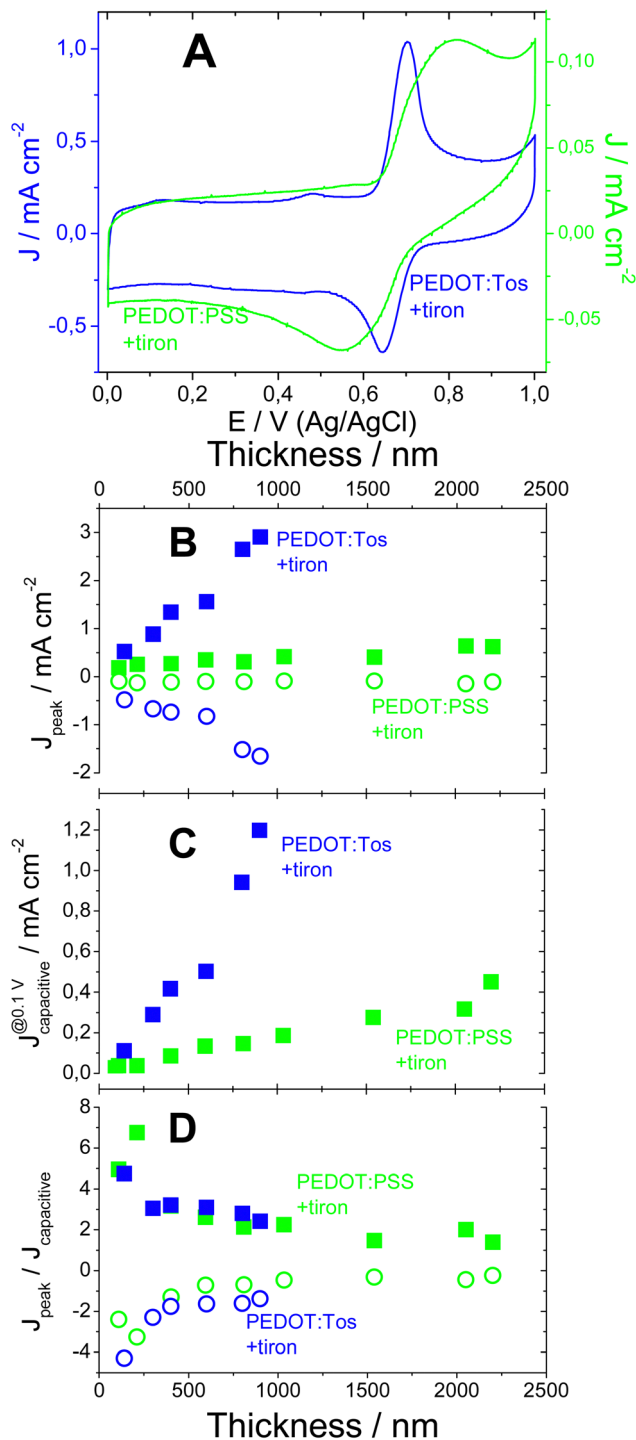 A
1,0
0,5
0,0
-0,5
J / mA cm-2
0,10
0,05
0,00
-0,05
J / mA cm-2
PEDOT:Tos
+tiron
PEDOT:PSS
+tiron
0,0 0,2 0,4 0,6 0,8 1,0
E / V (Ag/AgCl)
Thickness / nm
0 500 1000 1500 2000 2500
B
3
2
1
0
-1
-2
Jpeak / mA cm-2
PEDOT:Tos
+tiron
PEDOT:PSS
+tiron
C
1,2
1,0
0,8
0,6
0,4
0,2
0,0
J@0.1 V capacitive / mA cm-2
PEDOT:Tos
+tiron
PEDOT:PSS
+tiron
D
8
6
4
2
0
-2
-4
Jpeak / Jcapacitive
PEDOT:PSS
+tiron
PEDOT:Tos
+tiron
0 500 1000 1500 2000 2500
Thickness / nm